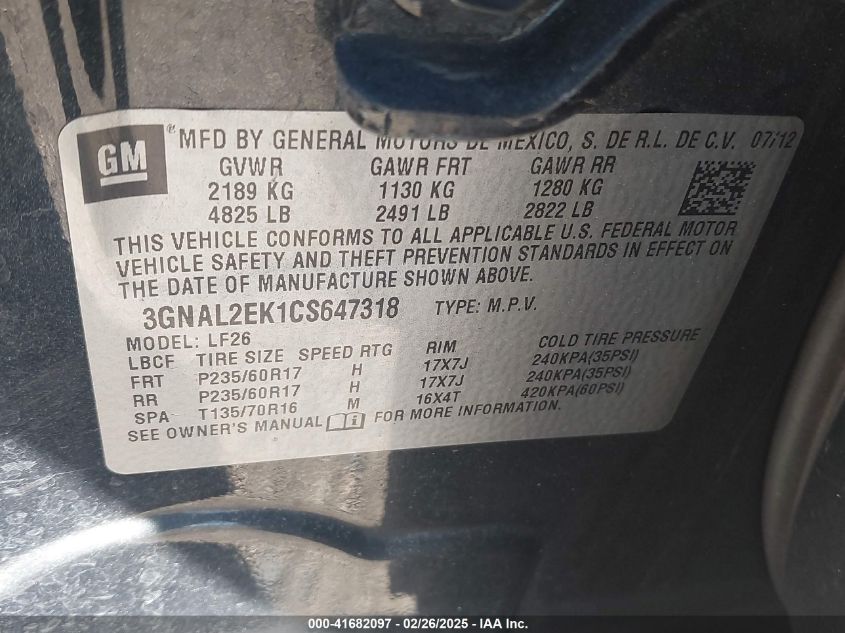 GM ® MFD BY GENERAL MOTORS DE MEXICO, S. DE R.L. DE C.V. 07/12
GVWR GAWR FRT GAWR RR
2189 KG 1130 KG 1280 KG
4825 LB 2491 LB 2822 LB
THIS VEHICLE CONFORMS TO ALL APPLICABLE U.S. FEDERAL MOTOR
VEHICLE SAFETY AND THEFT PREVENTION STANDARDS IN EFFECT ON
THE DATE OF MANUFACTURE SHOWN ABOVE.
3GNAL2EK1CS647318 TYPE: M.P.V.
MODEL: LF26
LBCF TIRE SIZE SPEED RTG RIM COLD TIRE PRESSURE
FRT P235/60R17 H 17X7J 240KPA(35PSI)
RR P235/60R17 H 17X7J 240KPA(35PSI)
SPA T135/70R16 M 16X4T 420KPA(60PSI)
SEE OWNER'S MANUAL FOR MORE INFORMATION.
000-41682097 - 02/26/2025 - IAA Inc.